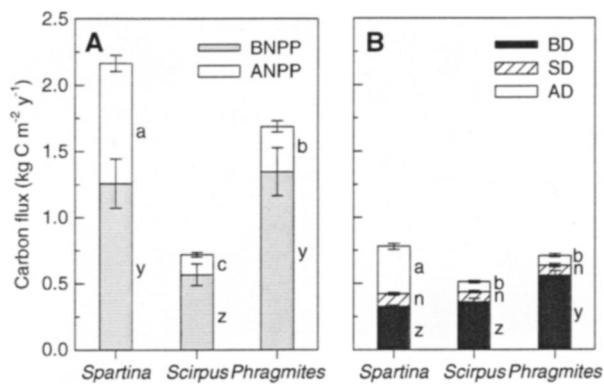 A
BNPP
ANPP
Carbon flux (kg C m⁻² y⁻¹)
2.5
2.0
1.5
1.0
0.5
0.0
a
y
c
z
b
y
Spartina Scirpus Phragmites
B
BD
SD
AD
a
n
z
b
n
z
b
n
y
Spartina Scirpus Phragmites